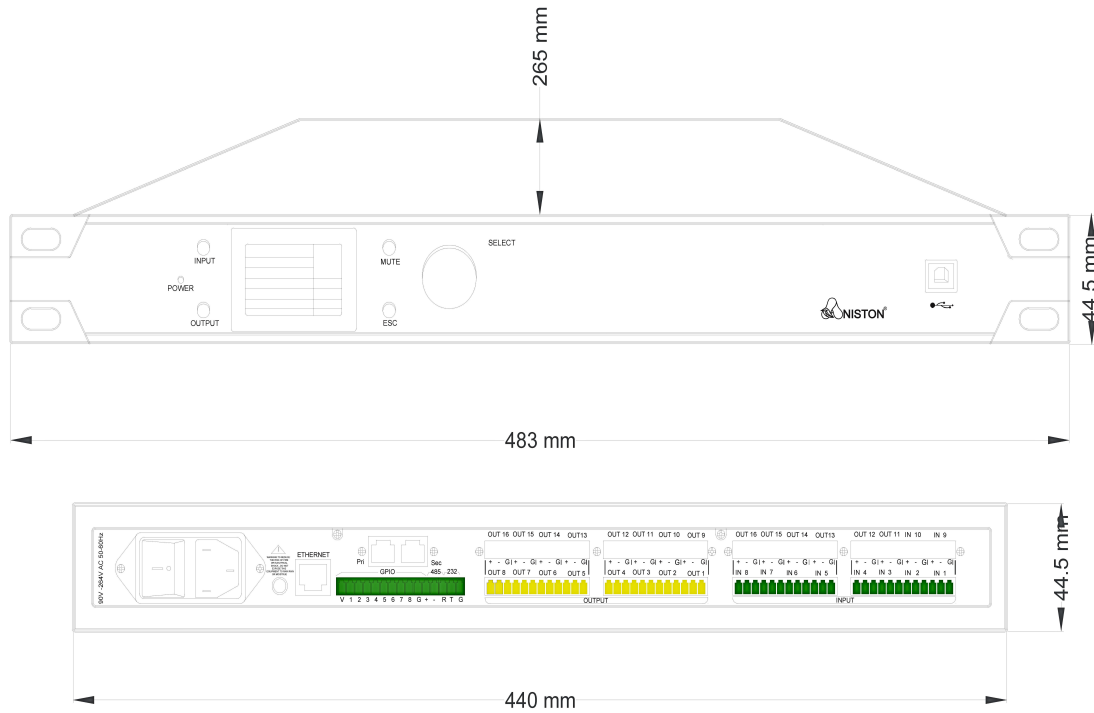 265 mm
SELECT
INPUT
MUTE
POWER
OUTPUT
ESC
NISTON®
44.5 mm
483 mm
OUT 16 OUT 15 OUT 14 OUT13
OUT 12 OUT 11 OUT 10 OUT 9
OUT 16 OUT 15 OUT 14 OUT13
OUT 12 OUT 11 IN 10 IN 9
90V -264V AC 50-60Hz
ETHERNET
Pri
Sec
GPIO
485 232
+ - G + - G + - G + - G
+ - G + - G + - G + - G
+ - G + - G + - G + - G
+ - G + - G + - G + - G
OUT 8 OUT 7 OUT 6 OUT 5
OUT 4 OUT 3 OUT 2 OUT 1
IN 8 IN 7 IN 6 IN 5
IN 4 IN 3 IN 2 IN 1
V 1 2 3 4 5 6 7 8 G + - R T G
OUTPUT
INPUT
44.5 mm
440 mm